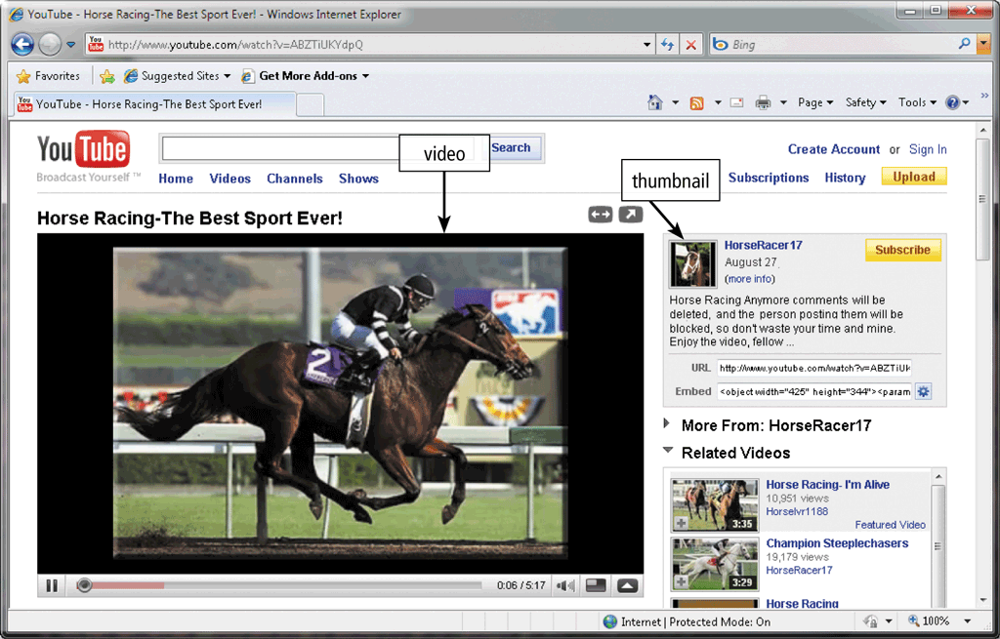 YouTube - Horse Racing-The Best Sport Ever! - Windows Internet Explorer
http://www.youtube.com/watch?v=ABZTiUKYdpQ
Bing
Favorites
Suggested Sites
Get More Add-ons
YouTube - Horse Racing-The Best Sport Ever!
Page
Safety
Tools
YouTube
Broadcast Yourself ™
Search
video
Create Account or Sign In
Home
Videos
Channels
Shows
thumbnail
Subscriptions
History
Upload
Horse Racing-The Best Sport Ever!
2
HorseRacer17
August 27,
(more info)
Subscribe
Horse Racing Anymore comments will be
deleted, and the person posting them will be
blocked, so don't waste your time and mine.
Enjoy the video, fellow ...
URL http://www.youtube.com/watch?v=ABZTiUK
Embed <object width="425" height="344"><param
More From: HorseRacer17
Related Videos
Horse Racing- I'm Alive
10,951 views
Horselvr1188
Featured Video
3:35
Champion Steeplechasers
19,179 views
HorseRacer17
3:29
Horse Racing
0:06 / 5:17
Internet | Protected Mode: On
100%